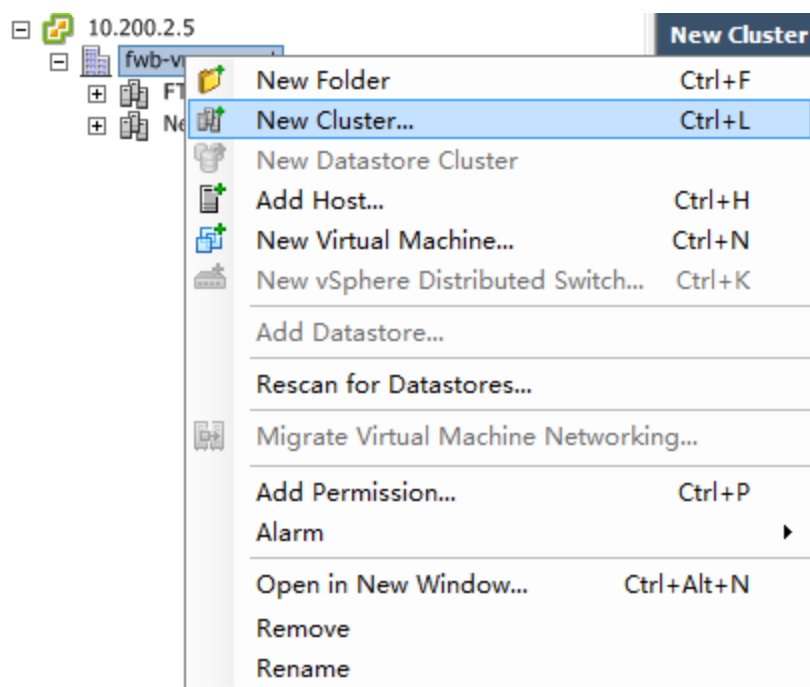 10.200.2.5
New Cluster
New Folder Ctrl+F
New Cluster... Ctrl+L
New Datastore Cluster
Add Host... Ctrl+H
New Virtual Machine... Ctrl+N
New vSphere Distributed Switch... Ctrl+K
Add Datastore...
Rescan for Datastores...
Migrate Virtual Machine Networking...
Add Permission... Ctrl+P
Alarm
Open in New Window... Ctrl+Alt+N
Remove
Rename